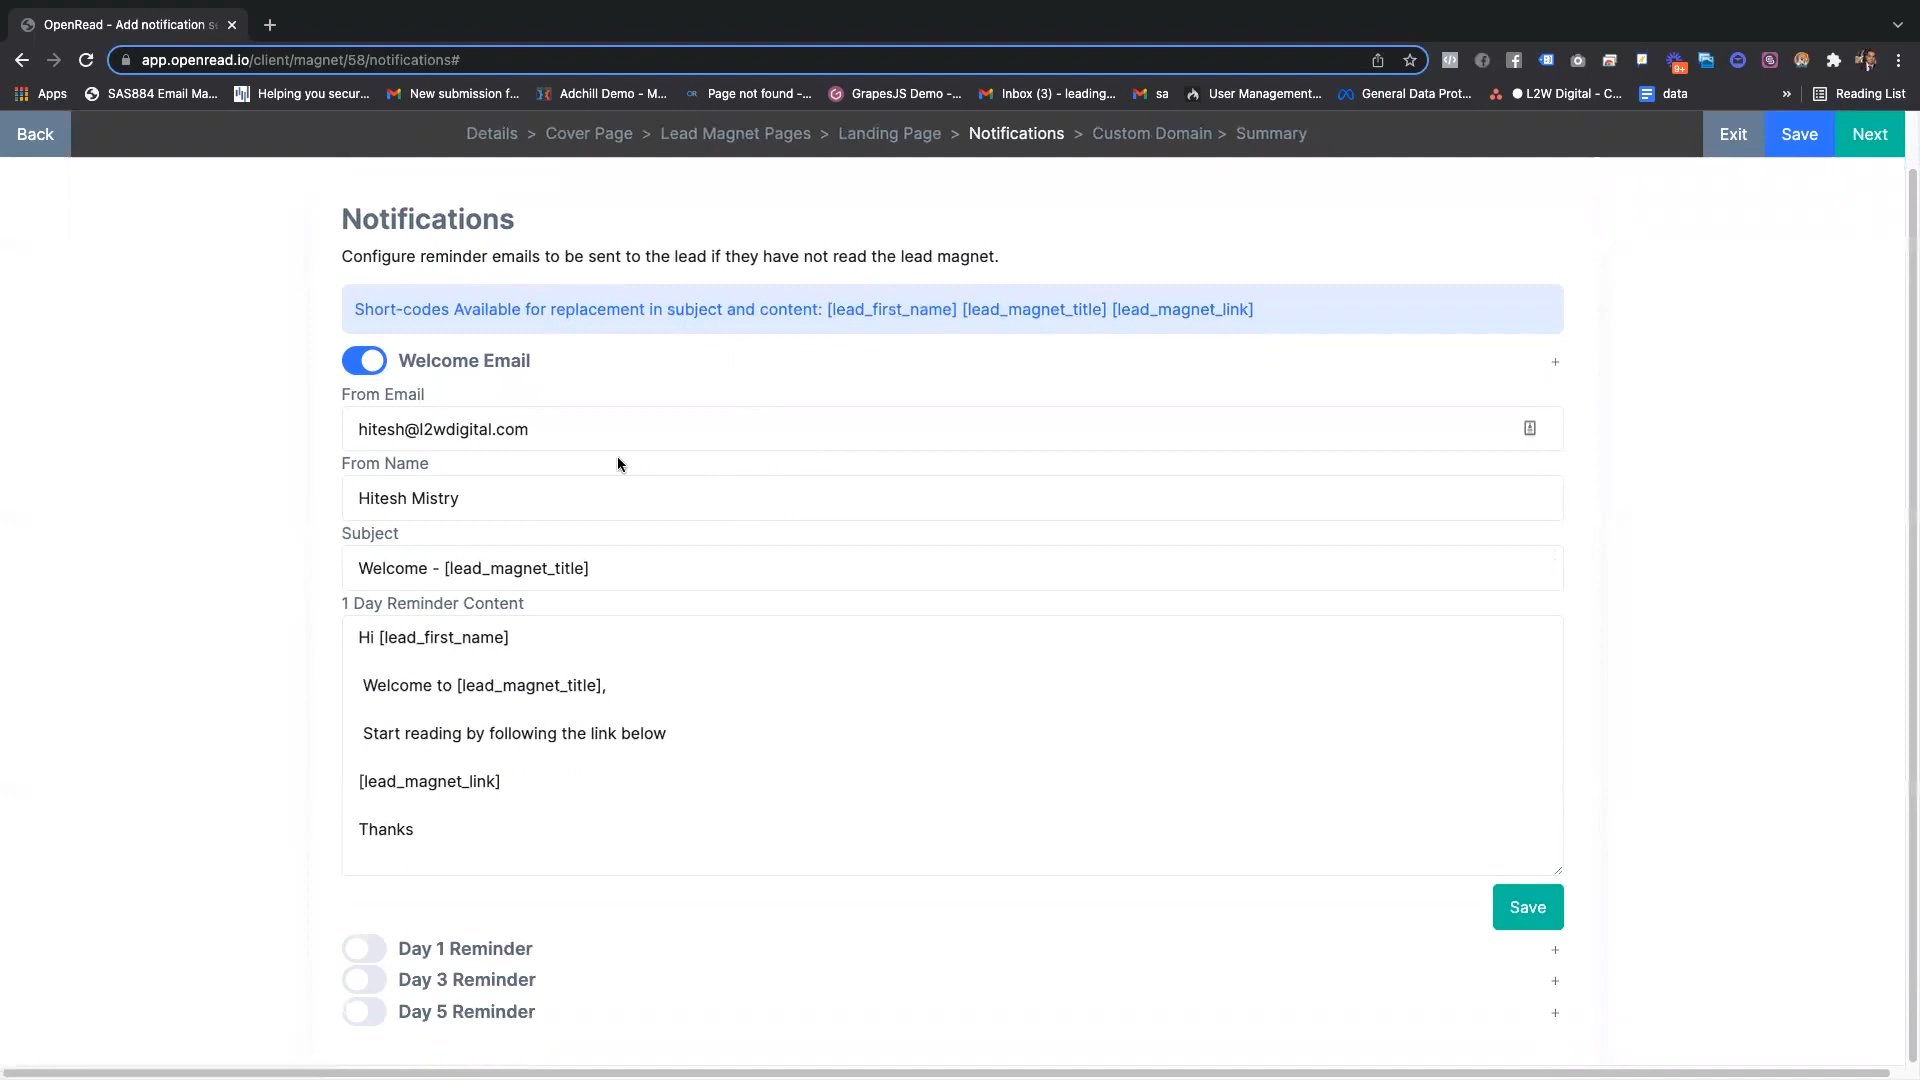 OpenRead - Add notification s
app.openread.io/client/magnet/58/notifications#
9+
Apps
SAS884 Email Ma...
Helping you secur...
New submission f...
Adchill Demo - M...
Page not found -...
GrapesJS Demo -...
Inbox (3) - leading...
sa
User Management...
General Data Prot...
L2W Digital - C...
data
»
Reading List
Back
Details > Cover Page > Lead Magnet Pages > Landing Page > Notifications > Custom Domain > Summary
Exit
Save
Next
Notifications
Configure reminder emails to be sent to the lead if they have not read the lead magnet.
Short-codes Available for replacement in subject and content: [lead_first_name] [lead_magnet_title] [lead_magnet_link]
Welcome Email
+
From Email
hitesh@l2wdigital.com
From Name
Hitesh Mistry
Subject
Welcome - [lead_magnet_title]
1 Day Reminder Content
Hi [lead_first_name]
Welcome to [lead_magnet_title],
Start reading by following the link below
[lead_magnet_link]
Thanks
Save
Day 1 Reminder
+
Day 3 Reminder
+
Day 5 Reminder
+